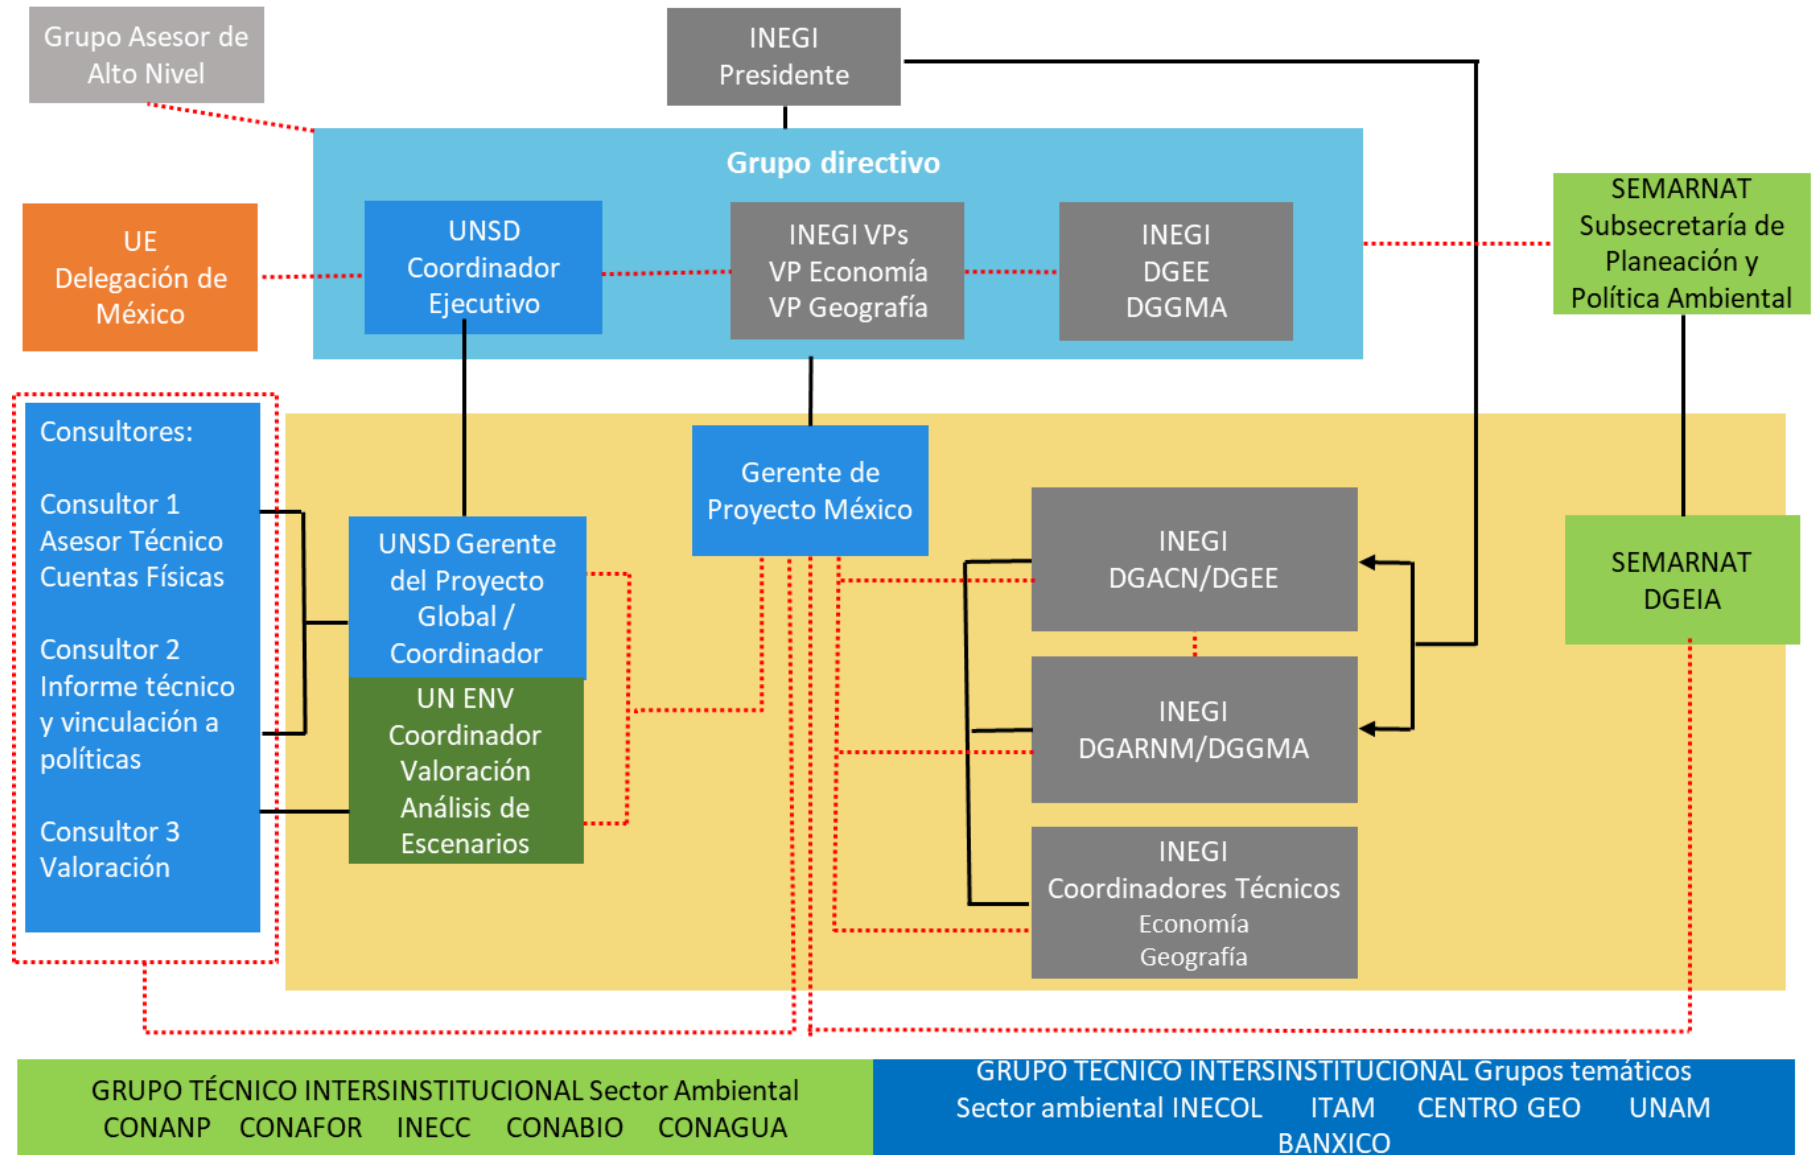 Grupo Asesor de
Alto Nivel
INEGI
Presidente
Grupo directivo
UE
Delegación de
México
UNSD
Coordinador
Ejecutivo
INEGI VPs
VP Economía
VP Geografía
INEGI
DGEE
DGGMA
SEMARNAT
Subsecretaría de
Planeación y
Política Ambiental
Consultores:
Consultor 1
Asesor Técnico
Cuentas Físicas
Consultor 2
Informe técnico
y vinculación a
políticas
Consultor 3
Valoración
UNSD Gerente
del Proyecto
Global /
Coordinador
UN ENV
Coordinador
Valoración
Análisis de
Escenarios
Gerente de
Proyecto México
INEGI
DGACN/DGEE
INEGI
DGARNM/DGGMA
INEGI
Coordinadores Técnicos
Economía
Geografía
SEMARNAT
DGEIA
GRUPO TÉCNICO INTERSINSTITUCIONAL Sector Ambiental
CONANP CONAFOR INECC CONABIO CONAGUA
GRUPO TECNICO INTERSINSTITUCIONAL Grupos temáticos
Sector ambiental INECOL ITAM CENTRO GEO UNAM
BANXICO